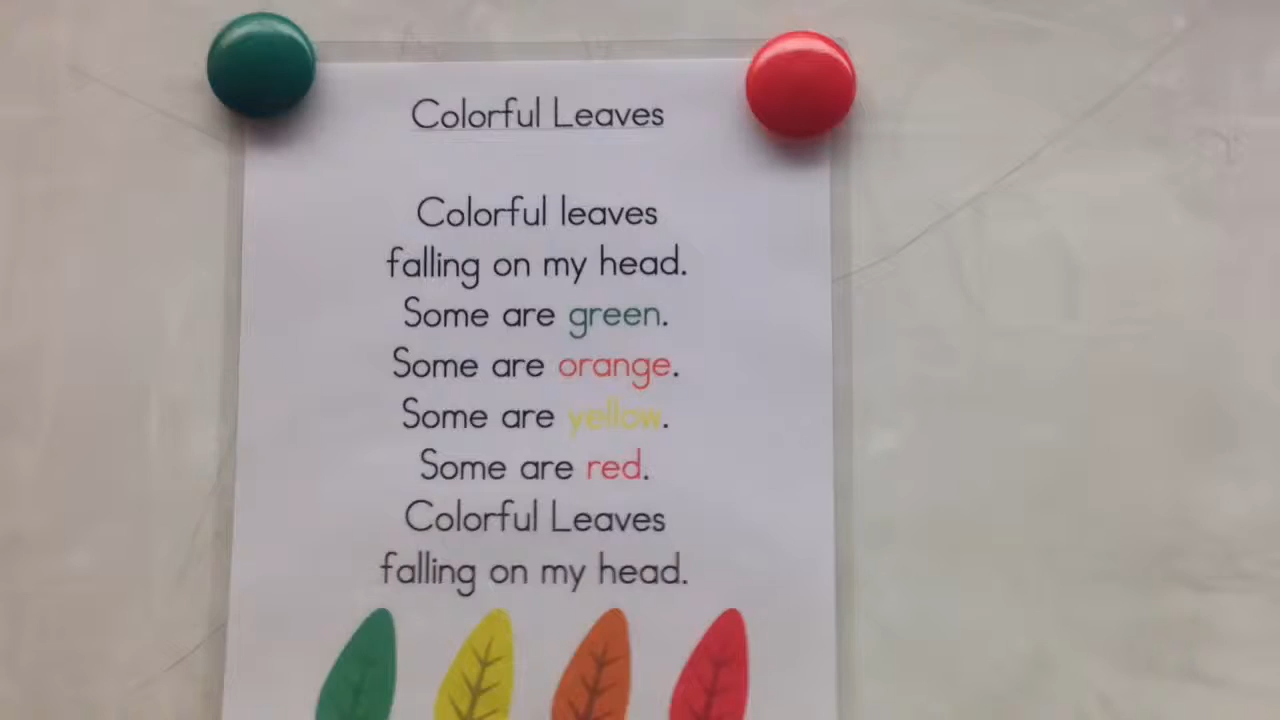 Colorful Leaves
Colorful leaves
falling on my head.
Some are green.
Some are orange.
Some are yellow.
Some are red.
Colorful Leaves
falling on my head.